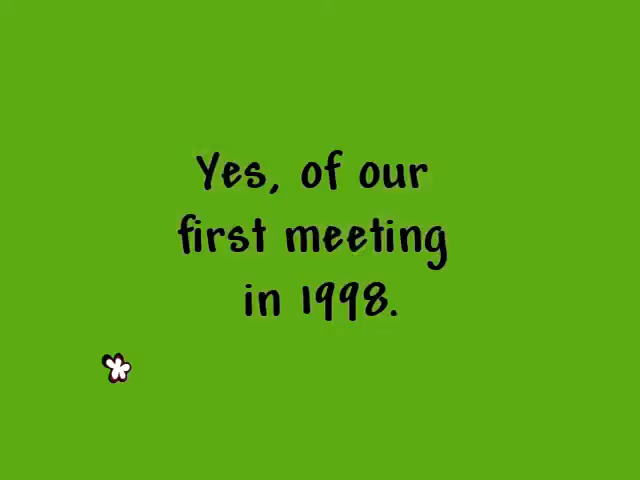 Yes, of our
first meeting
in 1998.